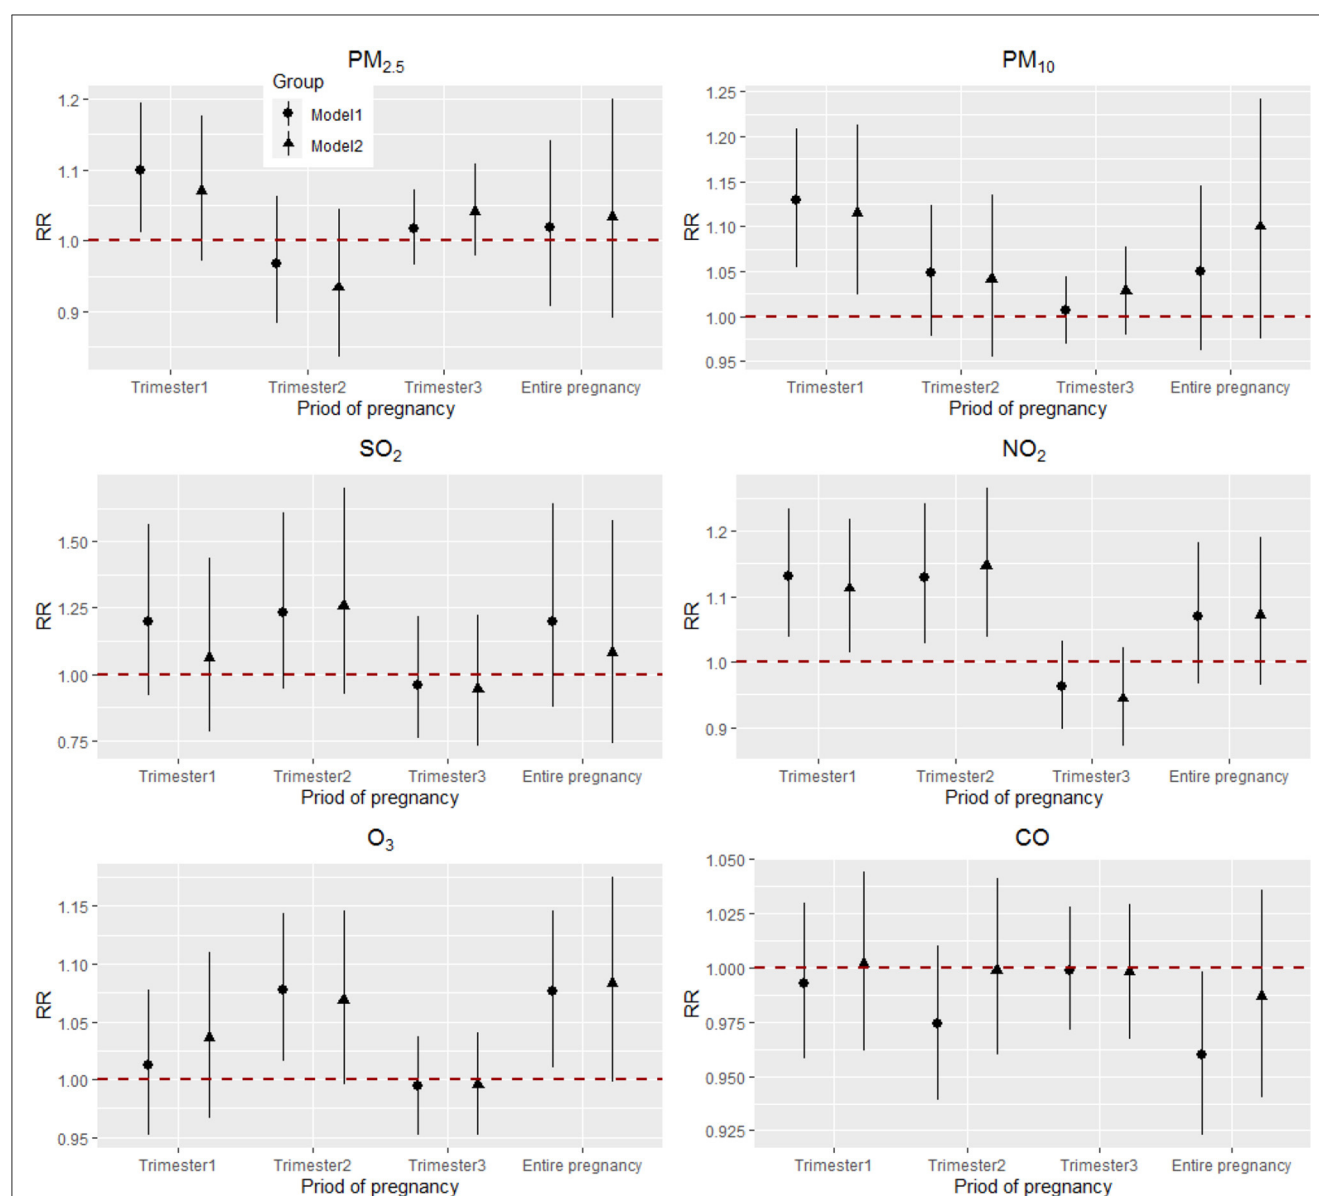 PM2.5
Group
Model1
Model2
1.2
1.1
1.0
0.9
RR
Trimester1 Trimester2 Trimester3 Entire pregnancy
Priod of pregnancy
PM10
1.25
1.20
1.15
1.10
1.05
1.00
0.95
RR
Trimester1 Trimester2 Trimester3 Entire pregnancy
Priod of pregnancy
SO2
1.50
1.25
1.00
0.75
RR
Trimester1 Trimester2 Trimester3 Entire pregnancy
Priod of pregnancy
NO2
1.2
1.1
1.0
0.9
RR
Trimester1 Trimester2 Trimester3 Entire pregnancy
Priod of pregnancy
O3
1.15
1.10
1.05
1.00
0.95
RR
Trimester1 Trimester2 Trimester3 Entire pregnancy
Priod of pregnancy
CO
1.050
1.025
1.000
0.975
0.950
0.925
RR
Trimester1 Trimester2 Trimester3 Entire pregnancy
Priod of pregnancy